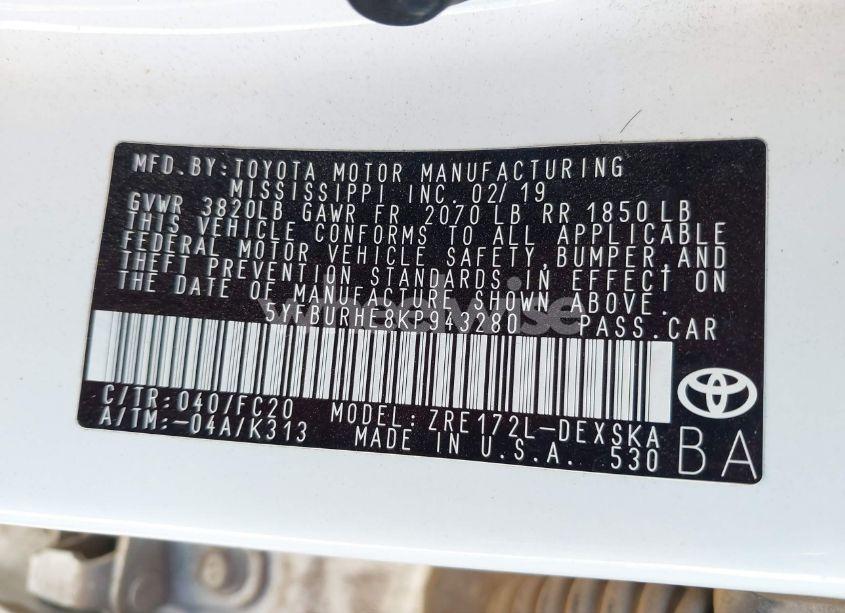 MFD. BY: TOYOTA MOTOR MANUFACTURING
MISSISSIPPI INC. 02/19
GVWR 3820LB GAWR FR 2070 LB RR 1850 LB
THIS VEHICLE CONFORMS TO ALL APPLICABLE
FEDERAL MOTOR VEHICLE SAFETY, BUMPER, AND
THEFT PREVENTION STANDARDS IN EFFECT ON
THE DATE OF MANUFACTURE SHOWN ABOVE.
5YFBURHE8KP943280 PASS. CAR
C/TR: 040/FC20 MODEL: ZRE172L-DEXSKA
A/TM: -04A/K313 MADE IN U.S.A. 530 BA